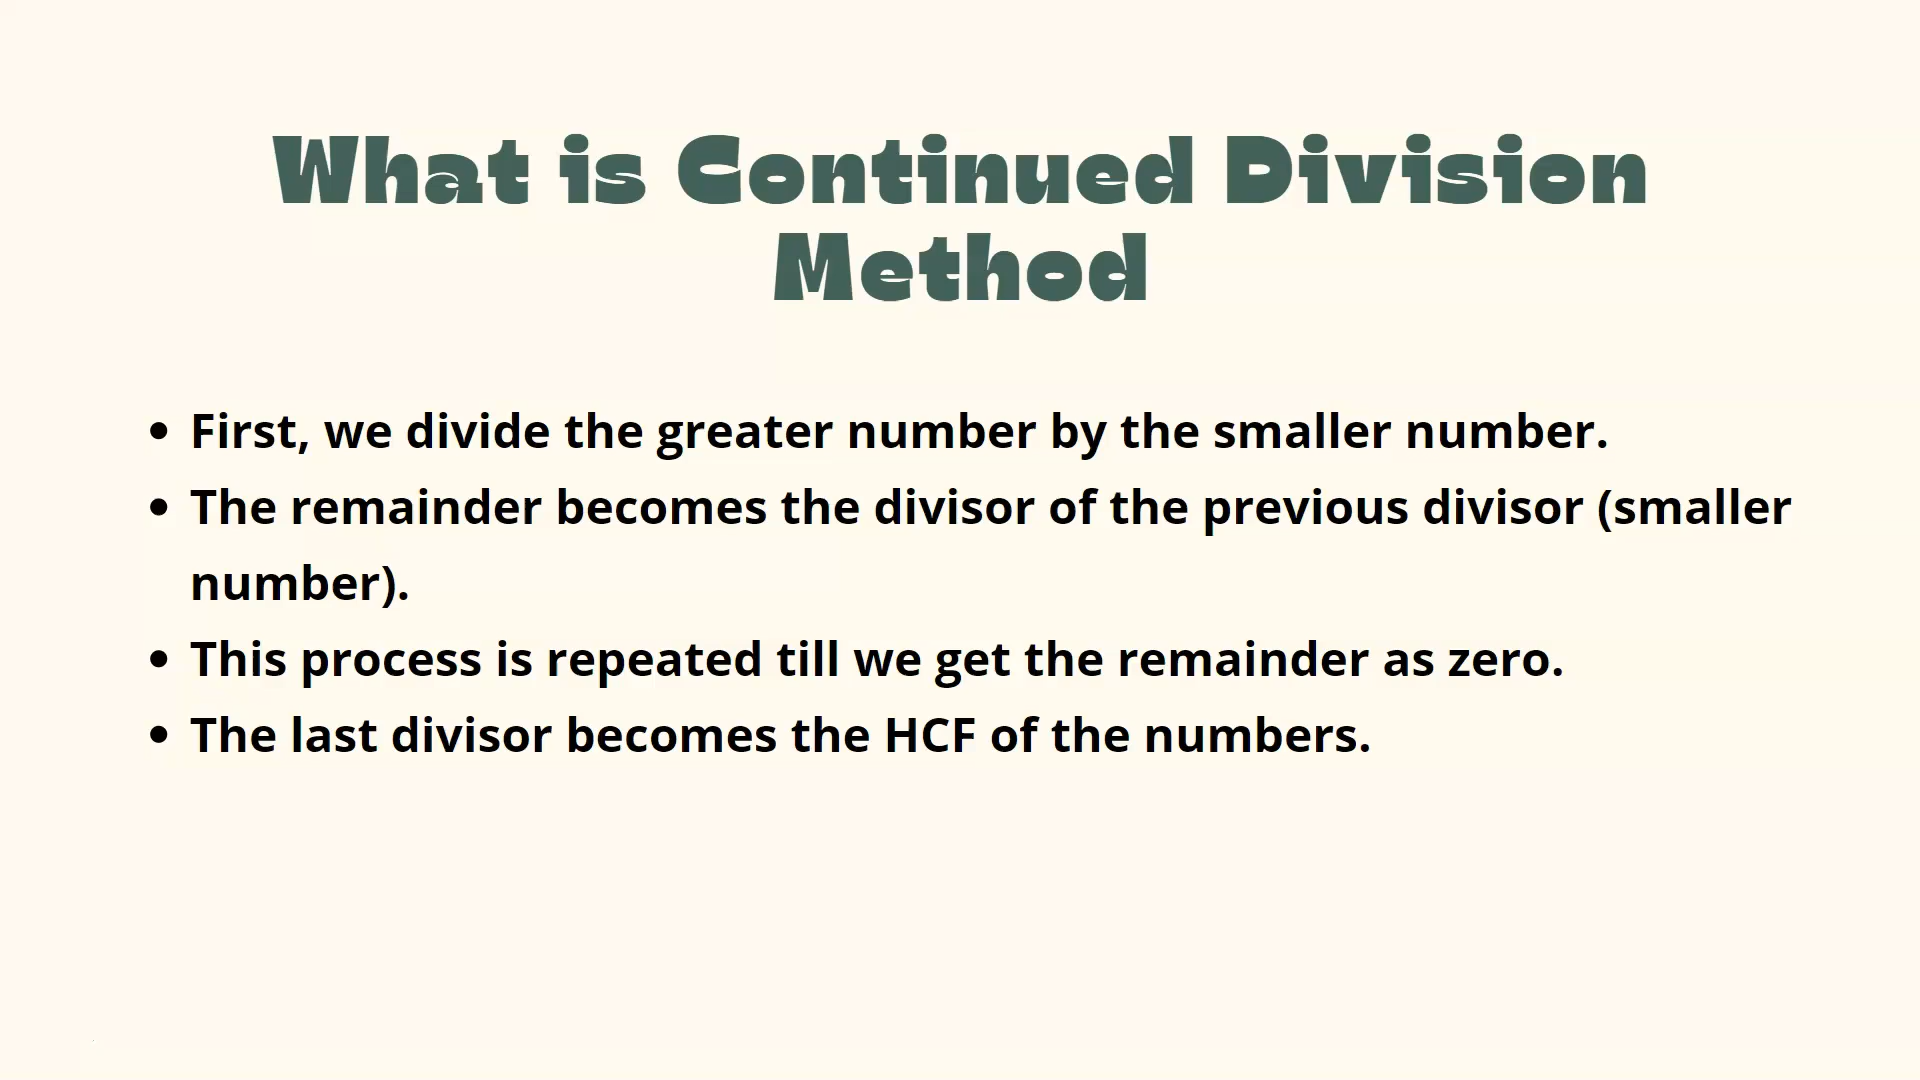 What is Continued Division
Method
• First, we divide the greater number by the smaller number.
• The remainder becomes the divisor of the previous divisor (smaller
number).
• This process is repeated till we get the remainder as zero.
• The last divisor becomes the HCF of the numbers.